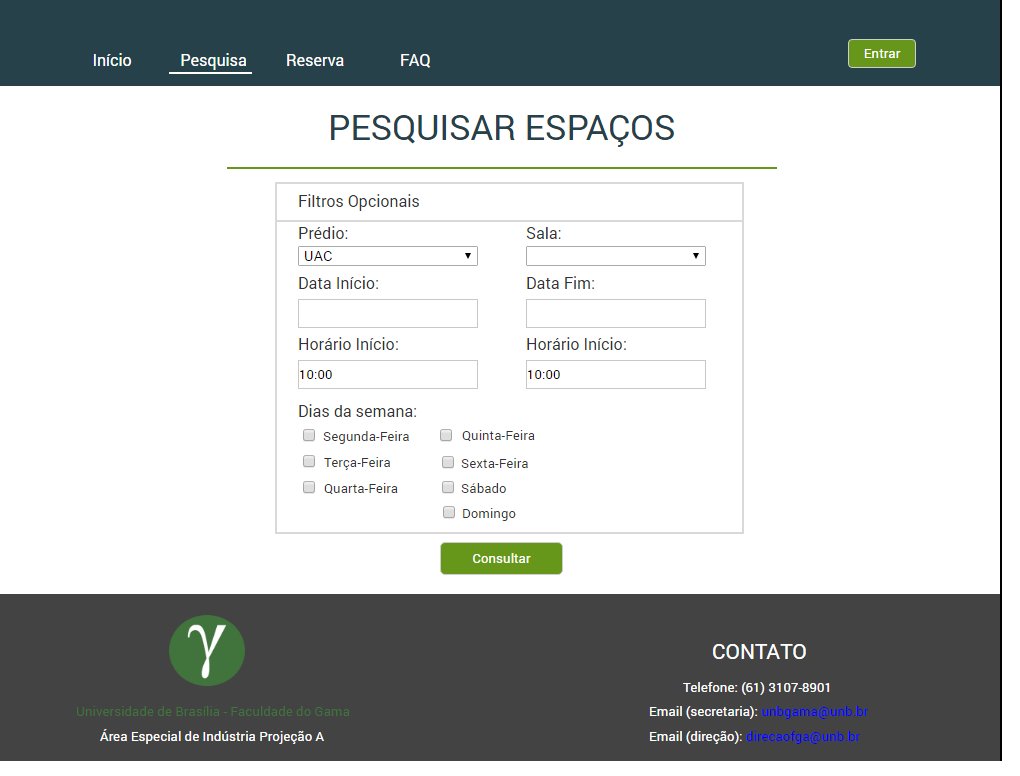 Início Pesquisa Reserva FAQ Entrar
PESQUISAR ESPAÇOS
Filtros Opcionais
Prédio: Sala:
UAC
Data Início: Data Fim:
Horário Início: Horário Início:
10:00 10:00
Dias da semana:
Segunda-Feira Quinta-Feira
Terça-Feira Sexta-Feira
Quarta-Feira Sábado
Domingo
Consultar
γ
CONTATO
Telefone: (61) 3107-8901
Universidade de Brasília - Faculdade do Gama Email (secretaria): unbgama@unb.br
Área Especial de Indústria Projeção A Email (direção): direcaofga@unb.br